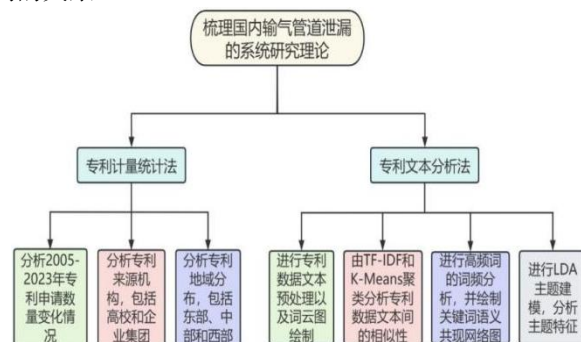 梳理国内输气管道泄漏
的系统研究理论
专利计量统计法
专利文本分析法
分析2005-
2023年专
利申请数
量变化情
况
分析专利
来源机
构，包括
高校和企
业集团
分析专利
地域分
布，包括
东部、中
部和西部
进行专利
数据文本
预处理以
及词云图
绘制
由TF-IDF和
K-Means聚
类分析专利
数据文本间
的相似性
进行高频词
的词频分
析，并绘制
关键词语义
共现网络图
进行LDA
主题建
模，分析
主题特征